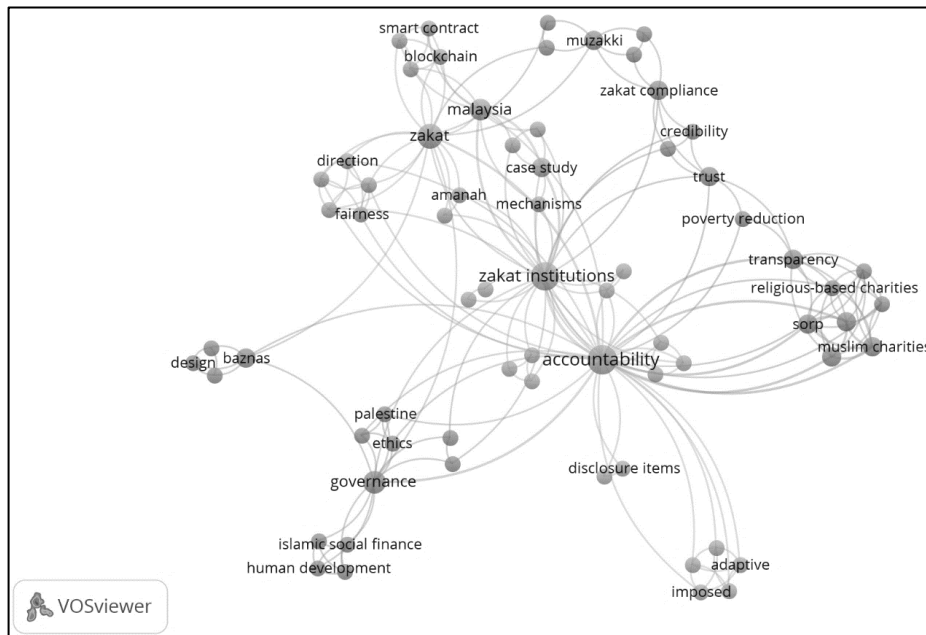 smart contract
muzakki
blockchain
zakat compliance
malaysia
credibility
zakat
direction
case study
trust
amanah
mechanisms
fairness
poverty reduction
transparency
zakat institutions
religious-based charities
sorp
muslim charities
accountability
design
baznas
palestine
ethics
disclosure items
governance
islamic social finance
adaptive
human development
imposed
VOSviewer